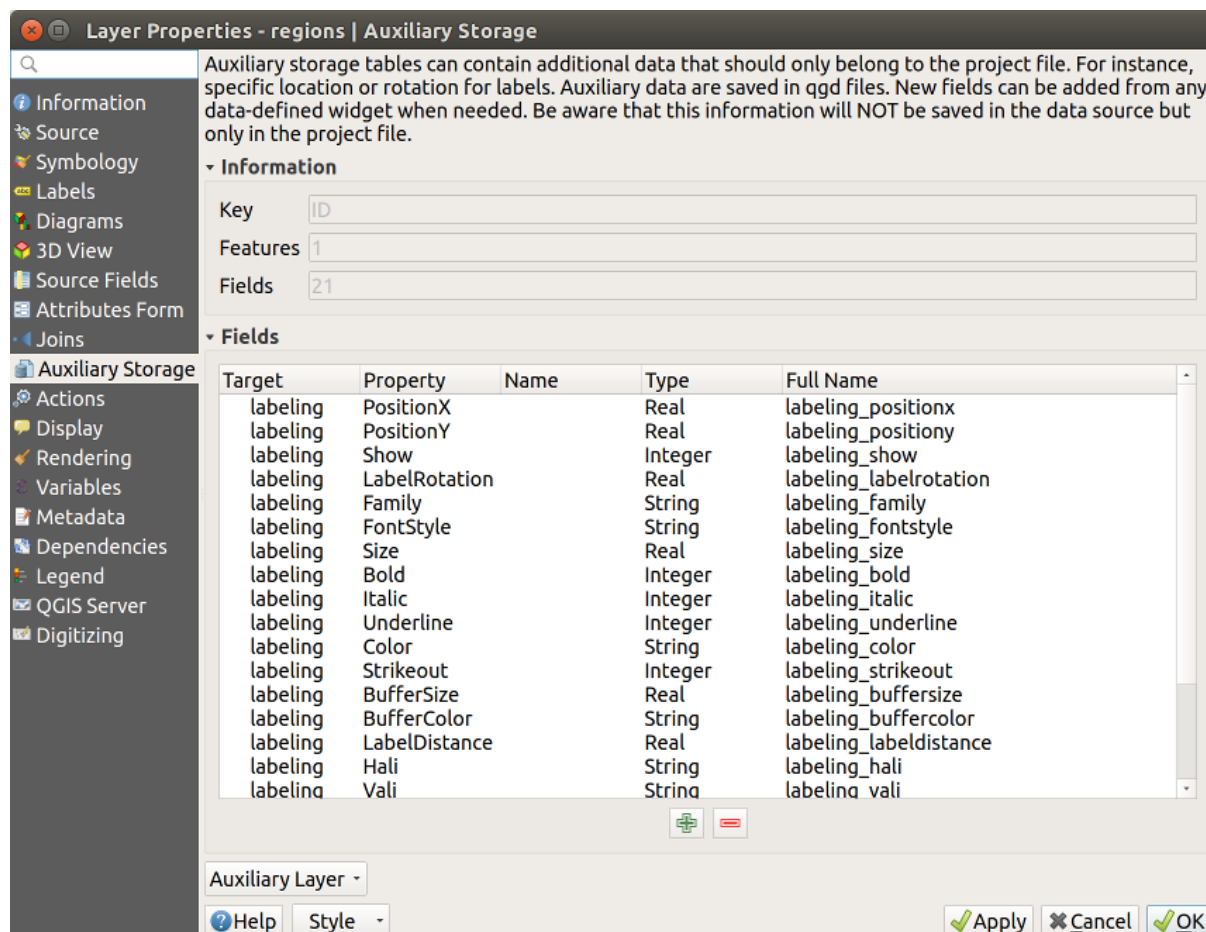 Layer Properties - regions | Auxiliary Storage
Information
Source
Symbology
Labels
Diagrams
3D View
Source Fields
Attributes Form
Joins
Auxiliary Storage
Actions
Display
Rendering
Variables
Metadata
Dependencies
Legend
QGIS Server
Digitizing
Auxiliary storage tables can contain additional data that should only belong to the project file. For instance,
specific location or rotation for labels. Auxiliary data are saved in qgd files. New fields can be added from any
data-defined widget when needed. Be aware that this information will NOT be saved in the data source but
only in the project file.
Information
Key ID
Features 1
Fields 21
Fields
Target Property Name Type Full Name
labeling PositionX Real labeling_positionx
labeling PositionY Real labeling_positiony
labeling Show Integer labeling_show
labeling LabelRotation Real labeling_labelrotation
labeling Family String labeling_family
labeling FontStyle String labeling_fontstyle
labeling Size Real labeling_size
labeling Bold Integer labeling_bold
labeling Italic Integer labeling_italic
labeling Underline Integer labeling_underline
labeling Color String labeling_color
labeling Strikeout Integer labeling_strikeout
labeling BufferSize Real labeling_buffersize
labeling BufferColor String labeling_buffercolor
labeling LabelDistance Real labeling_labeldistance
labeling Hali String labeling_hali
labeling Vali String labeling_vali
Auxiliary Layer
Help Style Apply Cancel OK